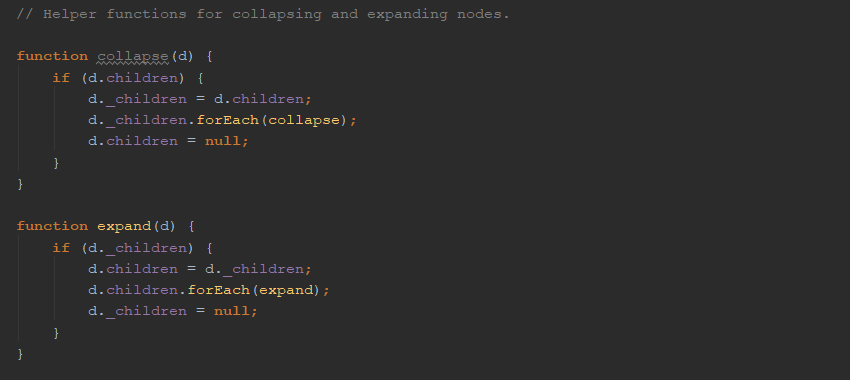 // Helper functions for collapsing and expanding nodes.
function collapse(d) {
if (d.children) {
d._children = d.children;
d._children.forEach(collapse);
d.children = null;
}
}
function expand(d) {
if (d._children) {
d.children = d._children;
d.children.forEach(expand);
d._children = null;
}
}